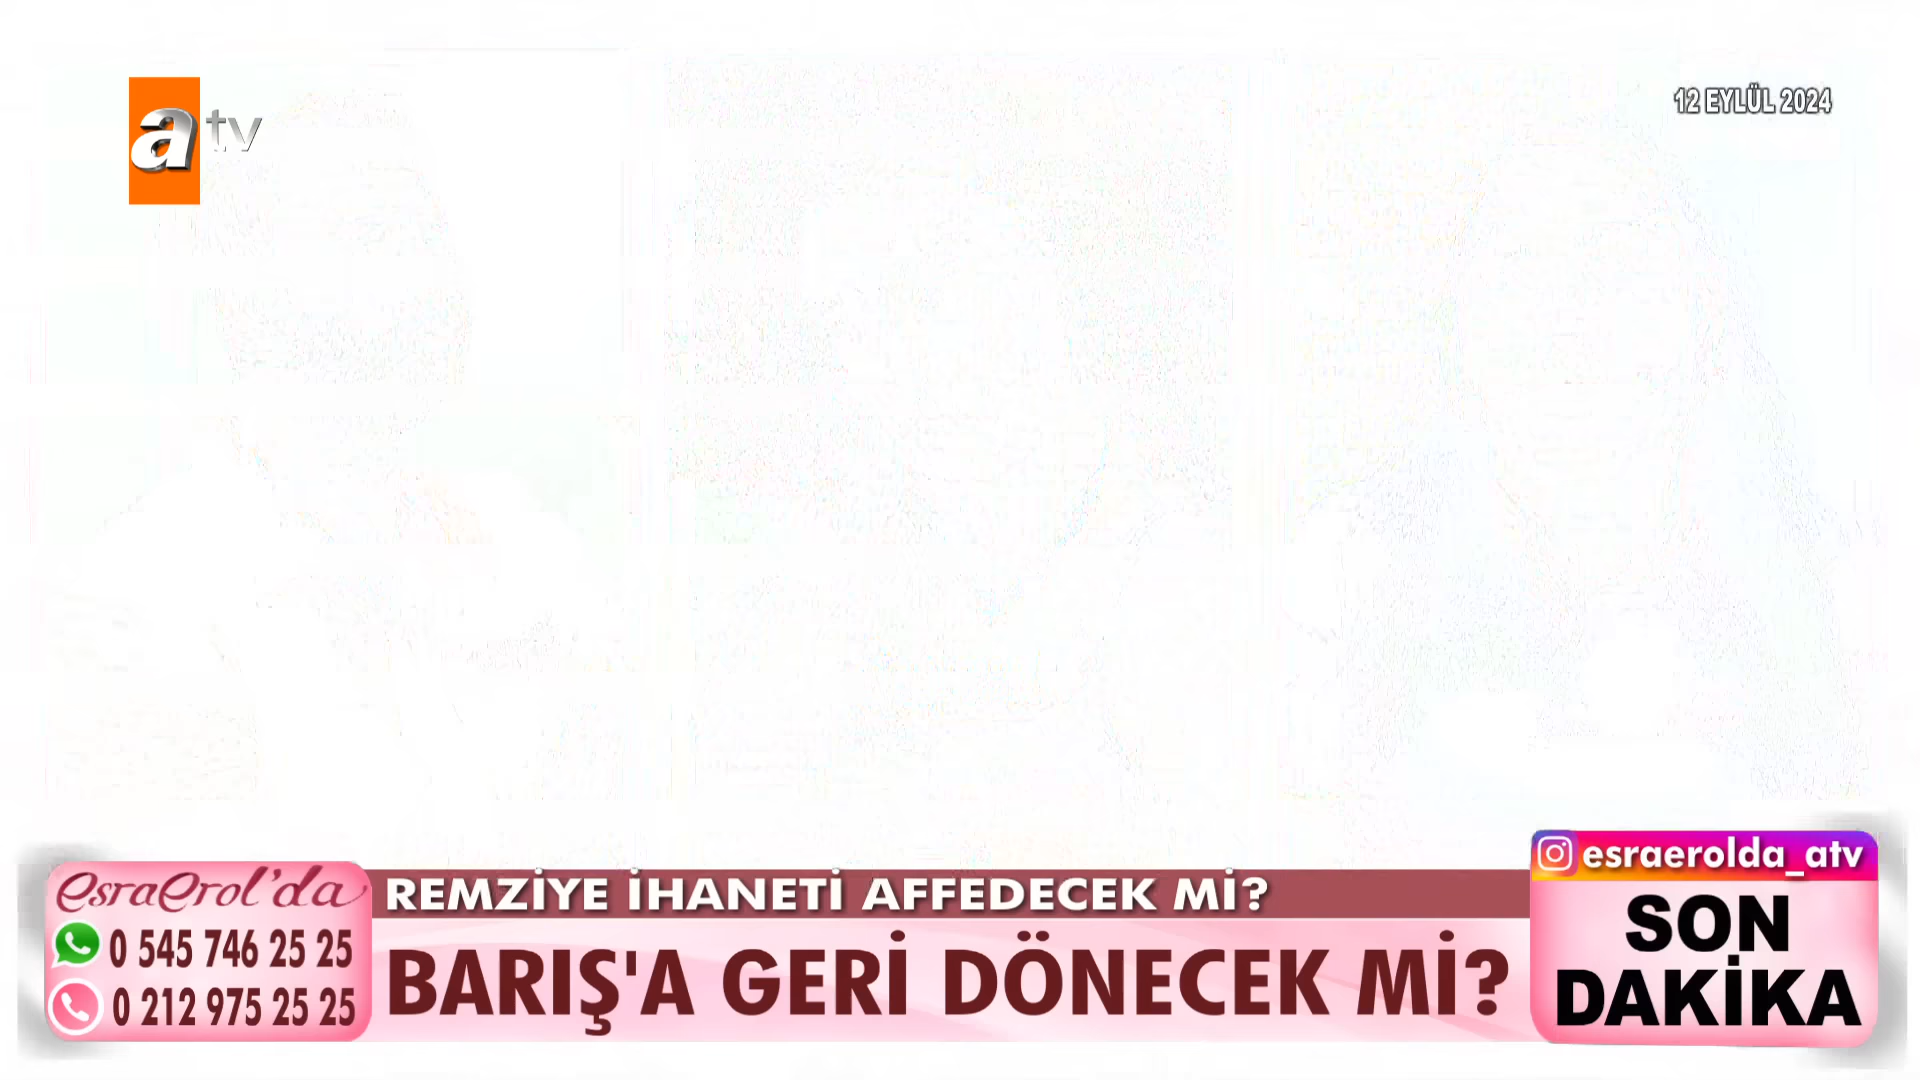 atv
12 EYLÜL 2024
esraerolda_atv
esraerol'da
REMZİYE İHANETİ AFFEDECEK Mİ?
SON
DAKİKA
0 545 746 25 25
BARIŞ'A GERİ DÖNECEK Mİ?
0 212 975 25 25